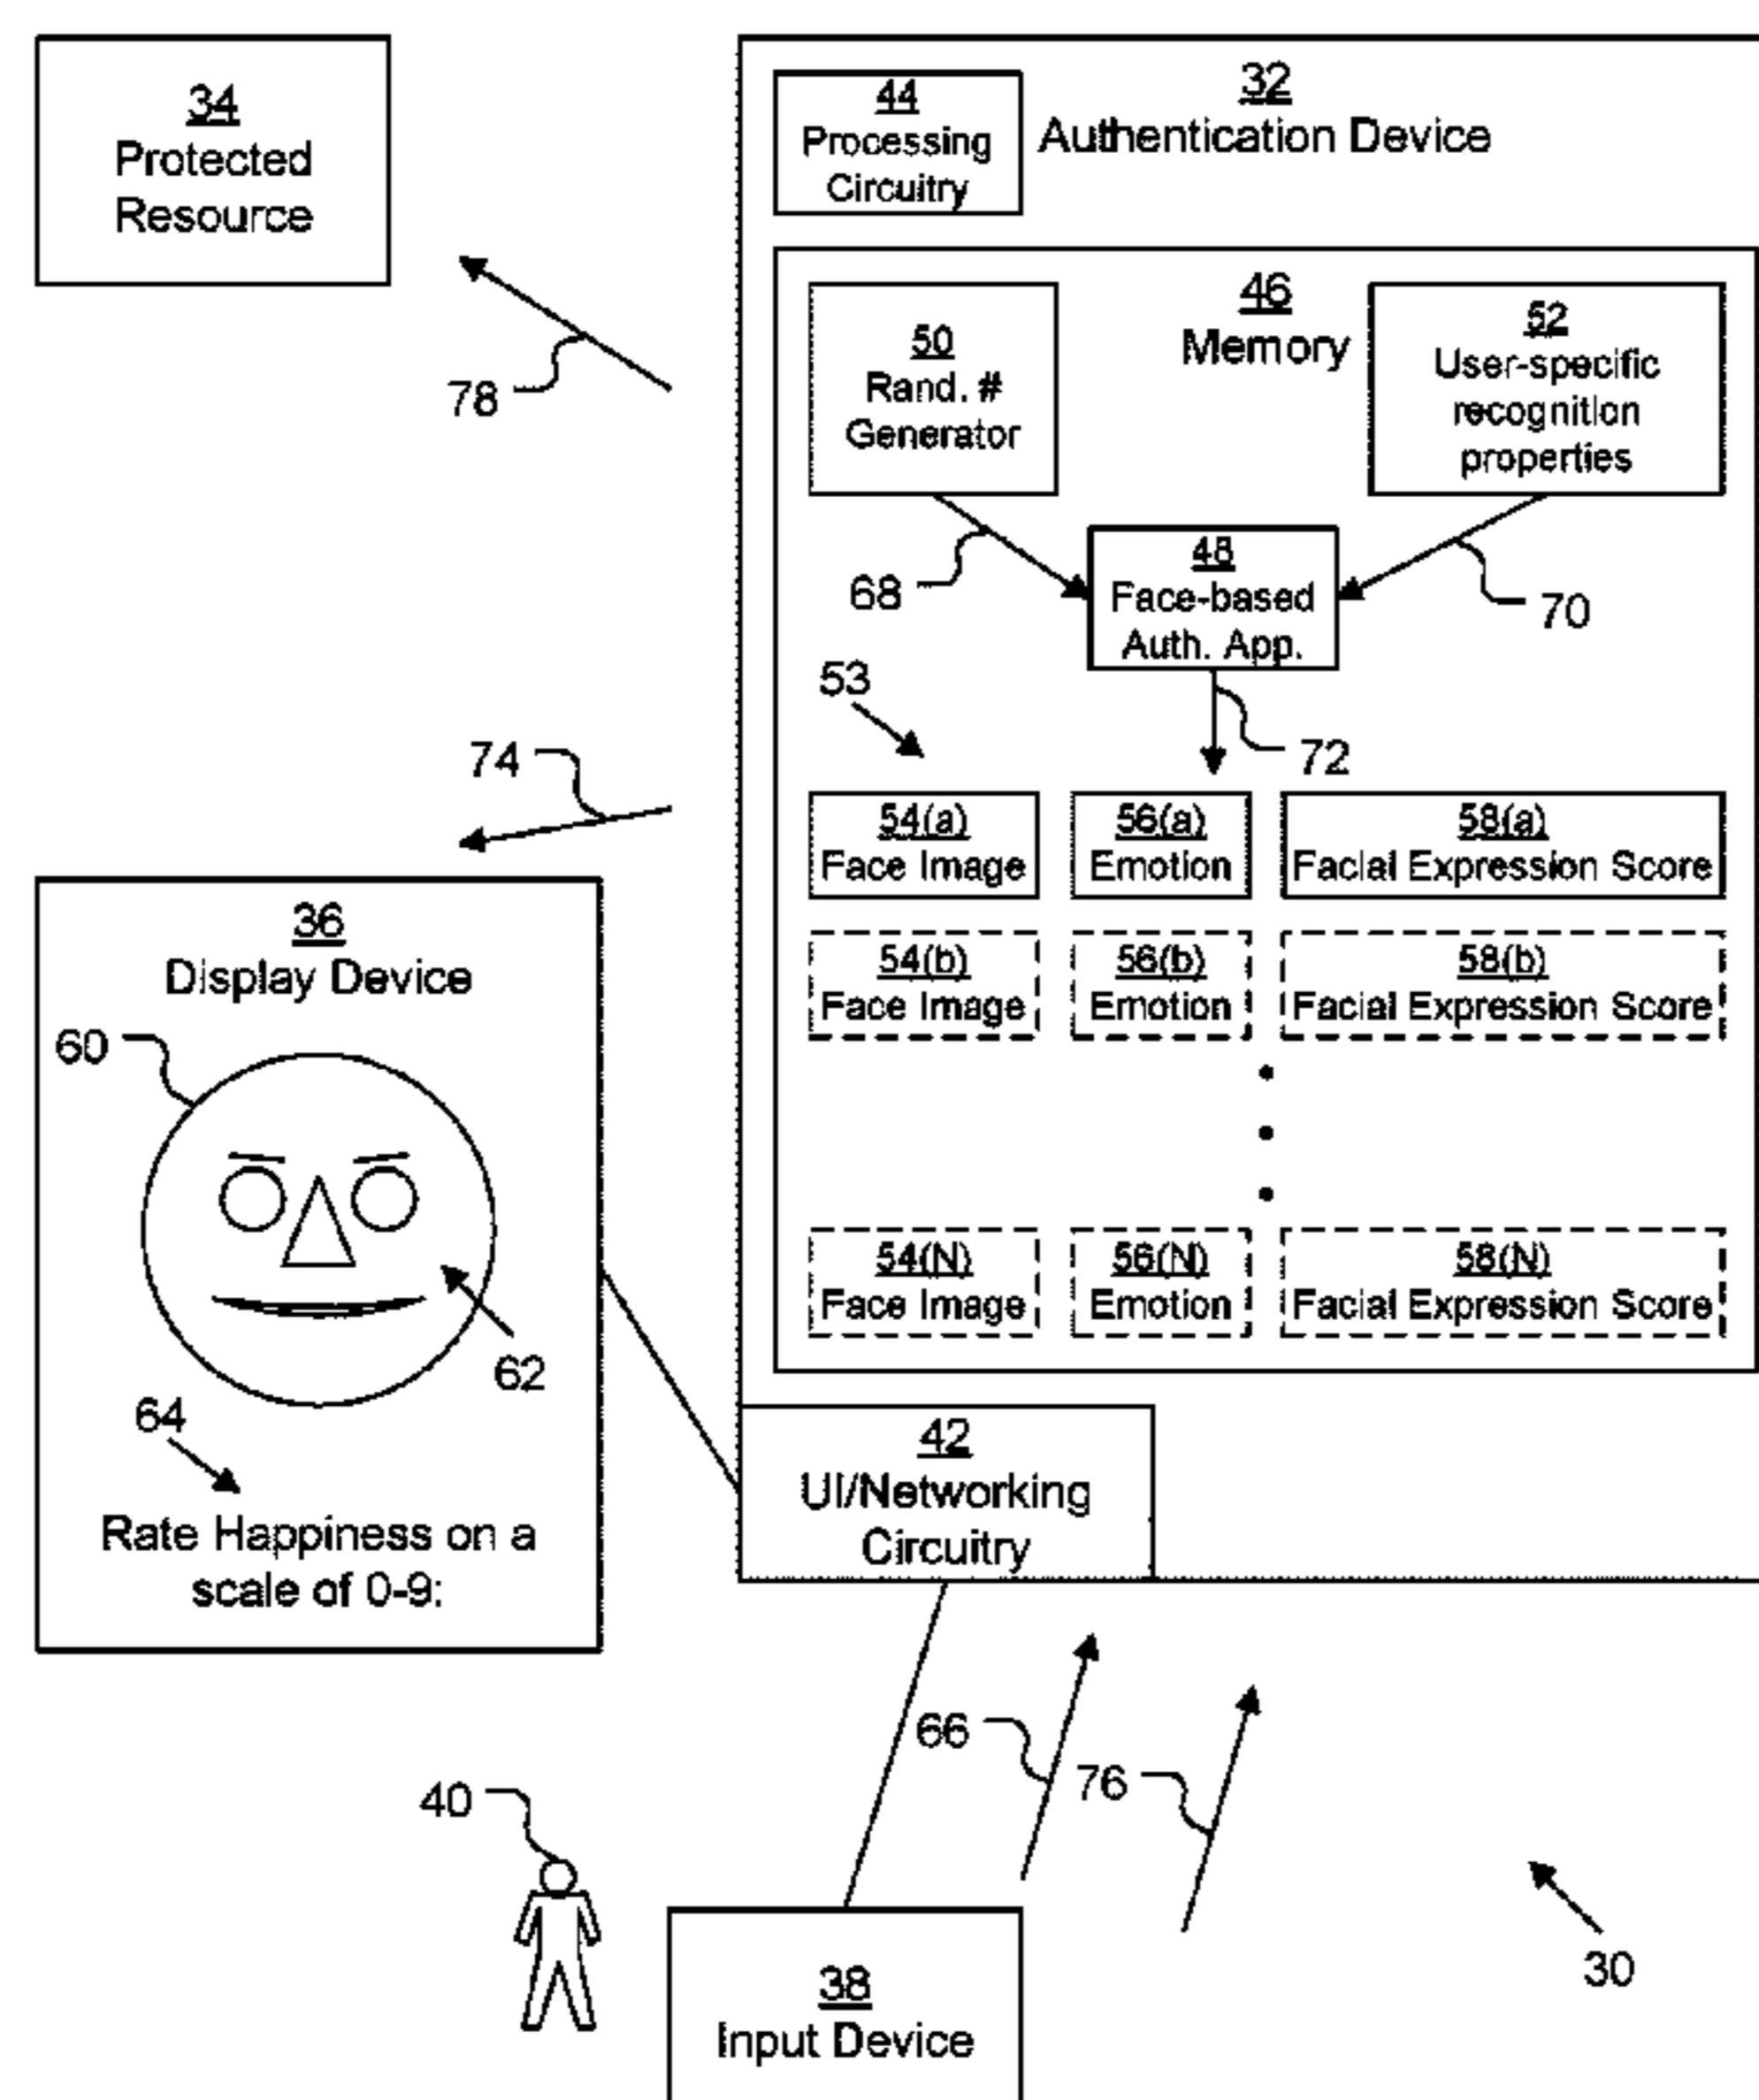 34
Protected
Resource
78
32
Authentication Device
44
Processing
Circuitry
46
Memory
50
Rand. #
Generator
52
User-specific
recognition
properties
68
48
Face-based
Auth. App.
70
53
72
74
54(a)
Face Image
56(a)
Emotion
58(a)
Facial Expression Score
54(b)
Face Image
56(b)
Emotion
58(b)
Facial Expression Score
54(N)
Face Image
56(N)
Emotion
58(N)
Facial Expression Score
36
Display Device
60
62
64
Rate Happiness on a
scale of 0-9:
42
UI/Networking
Circuitry
66
76
40
38
Input Device
30